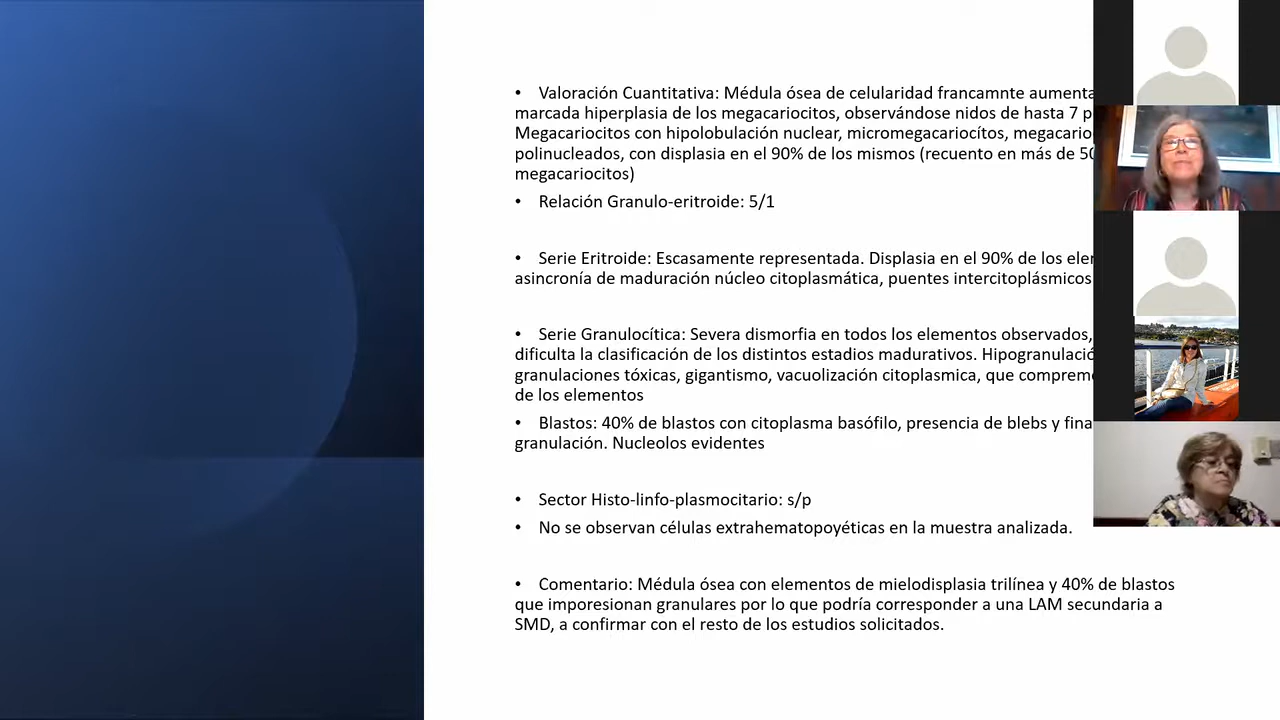 • Valoración Cuantitativa: Médula ósea de celularidad francamnte aumenta
marcada hiperplasia de los megacariocitos, observándose nidos de hasta 7 p
Megacariocitos con hipolobulación nuclear, micromegacariocítos, megacario
polinucleados, con displasia en el 90% de los mismos (recuento en más de 50
megacariocitos)
• Relación Granulo-eritroide: 5/1
• Serie Eritroide: Escasamente representada. Displasia en el 90% de los ele
asincronía de maduración núcleo citoplasmática, puentes intercitoplásmicos
• Serie Granulocítica: Severa dismorfia en todos los elementos observados,
dificulta la clasificación de los distintos estadios madurativos. Hipogranulació
granulaciones tóxicas, gigantismo, vacuolización citoplasmica, que comprem
de los elementos
• Blastos: 40% de blastos con citoplasma basófilo, presencia de blebs y fina
granulación. Nucleolos evidentes
• Sector Histo-linfo-plasmocitario: s/p
• No se observan células extrahematopoyéticas en la muestra analizada.
• Comentario: Médula ósea con elementos de mielodisplasia trilínea y 40% de blastos
que imporesionan granulares por lo que podría corresponder a una LAM secundaria a
SMD, a confirmar con el resto de los estudios solicitados.